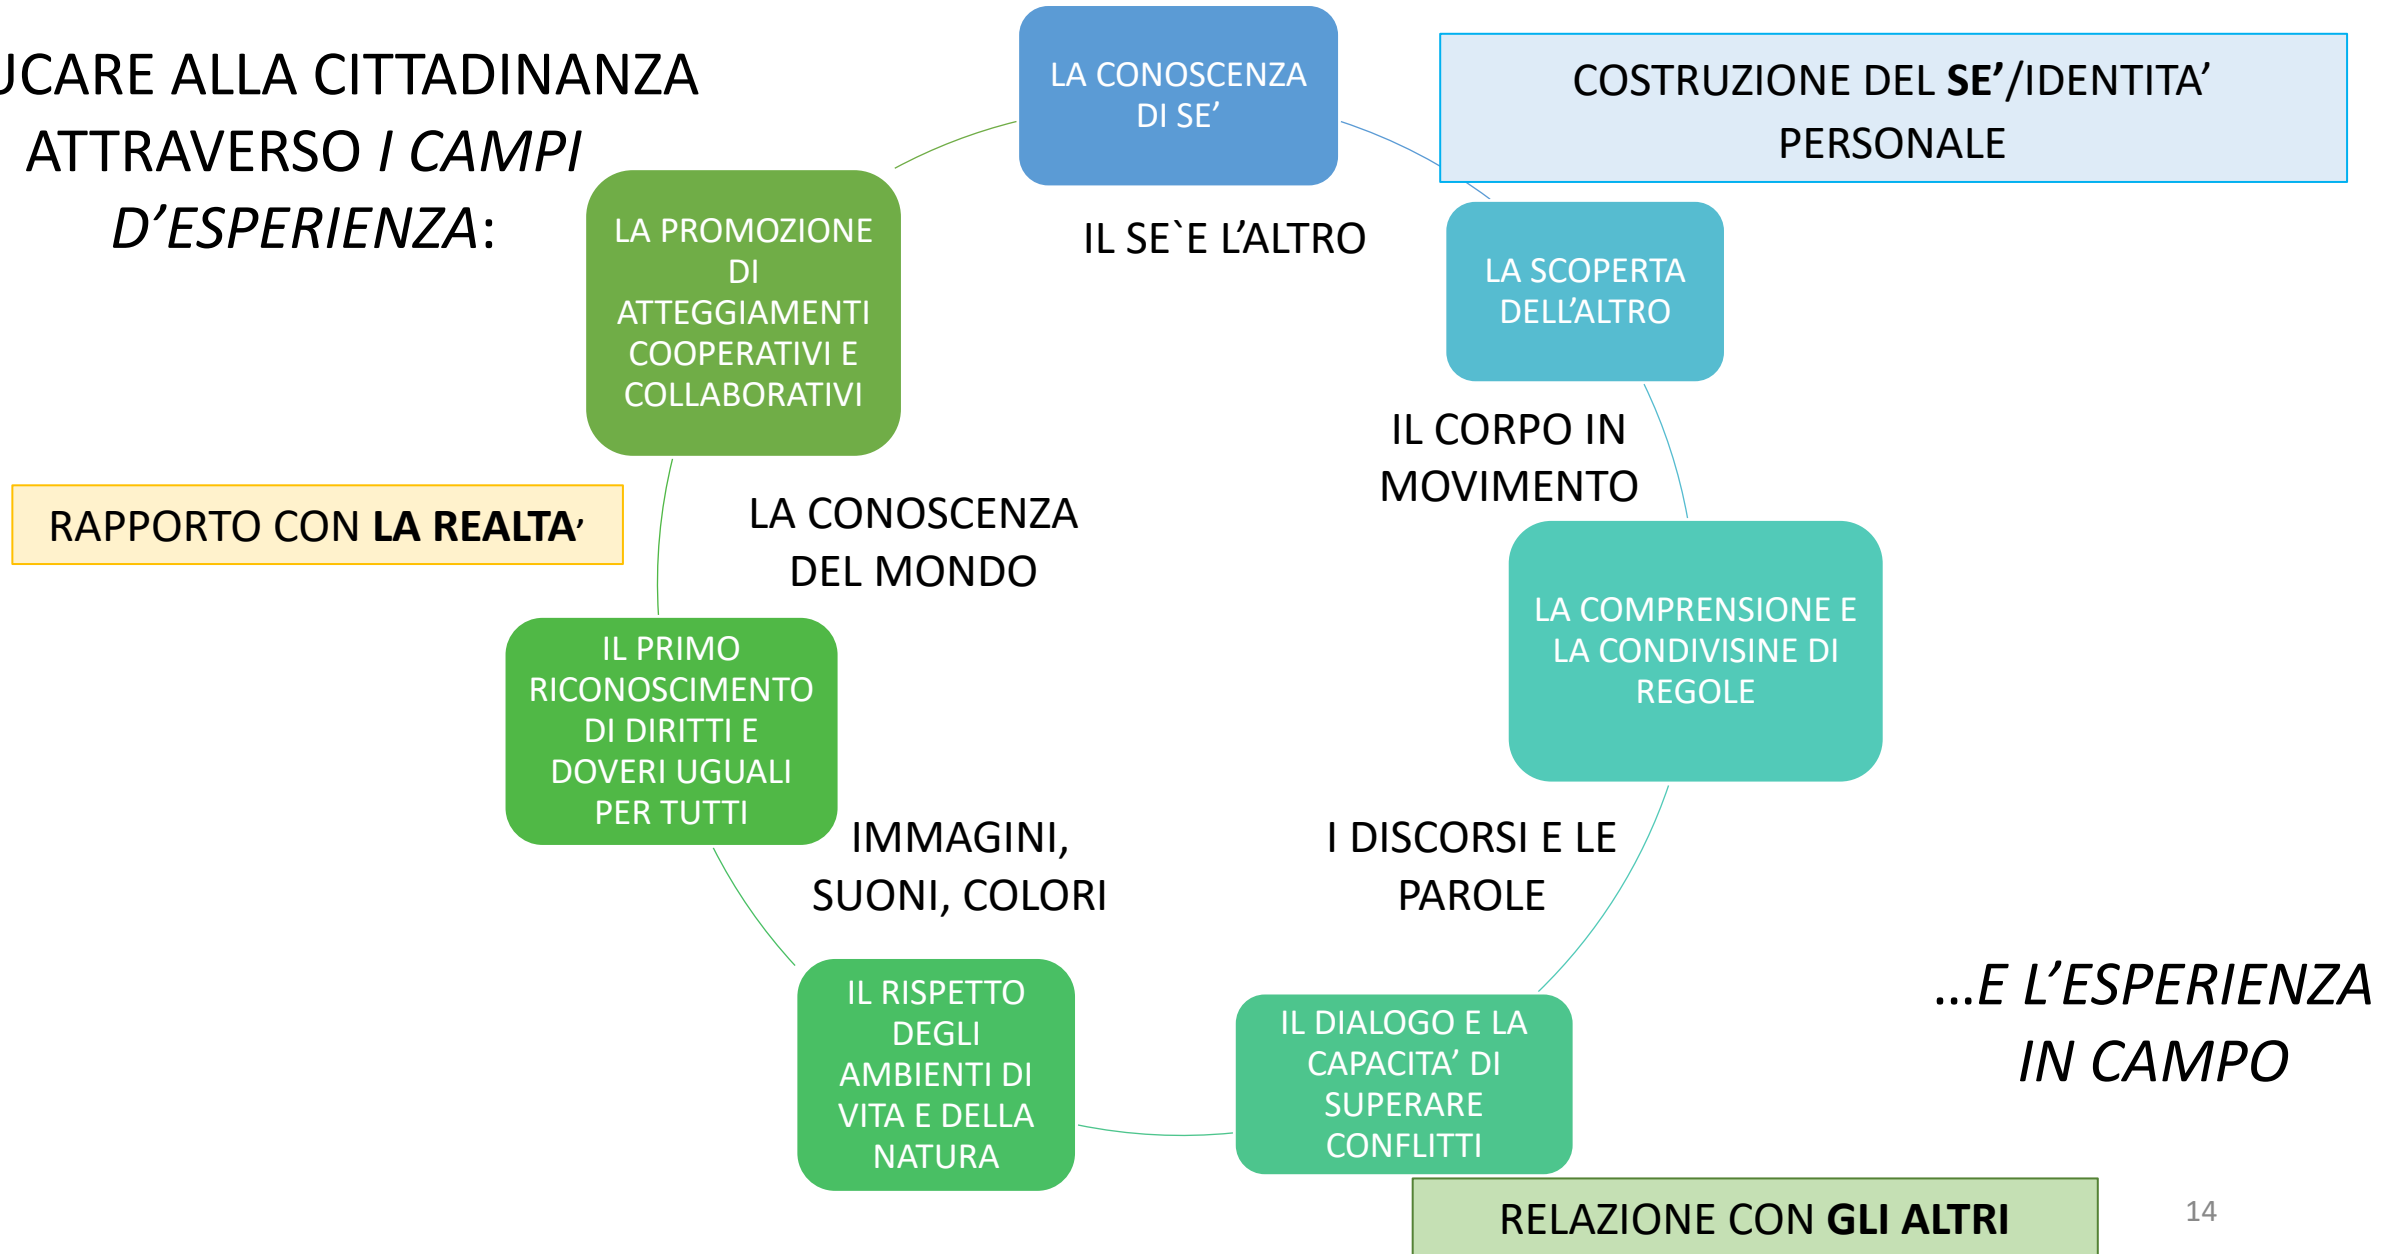 UCARE ALLA CITTADINANZA
ATTRAVERSO I CAMPI
D’ESPERIENZA:
LA CONOSCENZA
DI SE’
COSTRUZIONE DEL SE’/IDENTITA’
PERSONALE
IL SE`E L’ALTRO
LA SCOPERTA
DELL’ALTRO
IL CORPO IN
MOVIMENTO
LA COMPRENSIONE E
LA CONDIVISINE DI
REGOLE
I DISCORSI E LE
PAROLE
IL DIALOGO E LA
CAPACITA’ DI
SUPERARE
CONFLITTI
RELAZIONE CON GLI ALTRI
IL RISPETTO
DEGLI
AMBIENTI DI
VITA E DELLA
NATURA
IMMAGINI,
SUONI, COLORI
IL PRIMO
RICONOSCIMENTO
DI DIRITTI E
DOVERI UGUALI
PER TUTTI
LA CONOSCENZA
DEL MONDO
RAPPORTO CON LA REALTA’
LA PROMOZIONE
DI
ATTEGGIAMENTI
COOPERATIVI E
COLLABORATIVI
…E L’ESPERIENZA
IN CAMPO
14